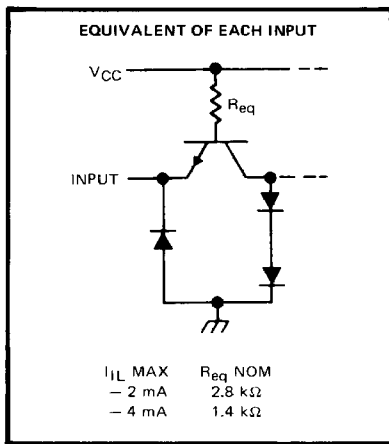 EQUIVALENT OF EACH INPUT
VCC
Req
INPUT
IIL MAX Req NOM
– 2 mA 2.8 kΩ
– 4 mA 1.4 kΩ